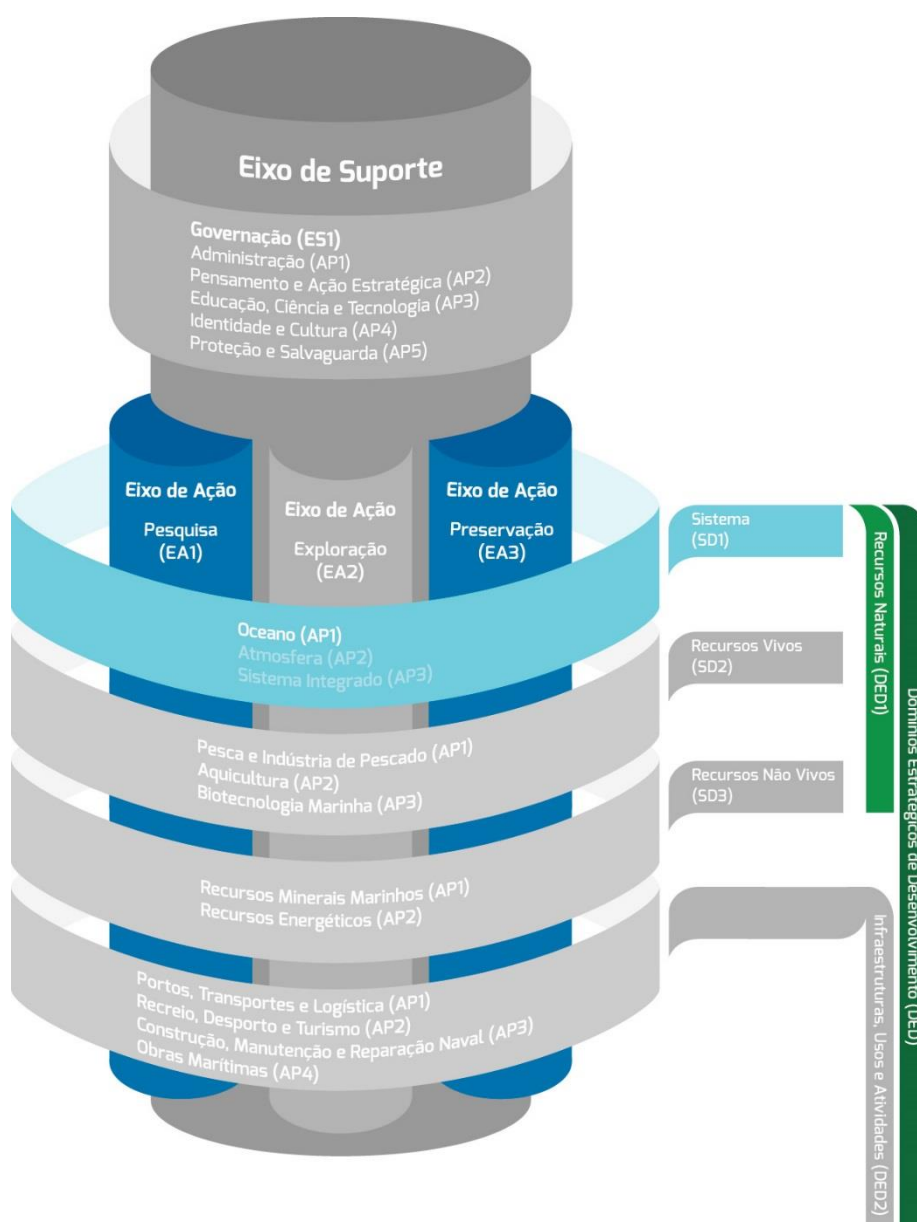 Eixo de Suporte
Governação (ES1)
Administração (AP1)
Pensamento e Ação Estratégica (AP2)
Educação, Ciência e Tecnologia (AP3)
Identidade e Cultura (AP4)
Proteção e Salvaguarda (AP5)
Eixo de Ação
Pesquisa
(EA1)
Eixo de Ação
Exploração
(EA2)
Eixo de Ação
Preservação
(EA3)
Oceano (AP1)
Atmosfera (AP2)
Sistema Integrado (AP3)
Sistema
(SD1)
Pesca e Indústria de Pescado (AP1)
Aquicultura (AP2)
Biotecnologia Marinha (AP3)
Recursos Vivos
(SD2)
Recursos Minerais Marinhos (AP1)
Recursos Energéticos (AP2)
Recursos Não Vivos
(SD3)
Portos, Transportes e Logística (AP1)
Recreio, Desporto e Turismo (AP2)
Construção, Manutenção e Reparação Naval (AP3)
Obras Marítimas (AP4)
Recursos Naturais (DED1)
Infraestruturas, Usos e Atividades (DED2)
Domínios Estratégicos de Desenvolvimento (DED)